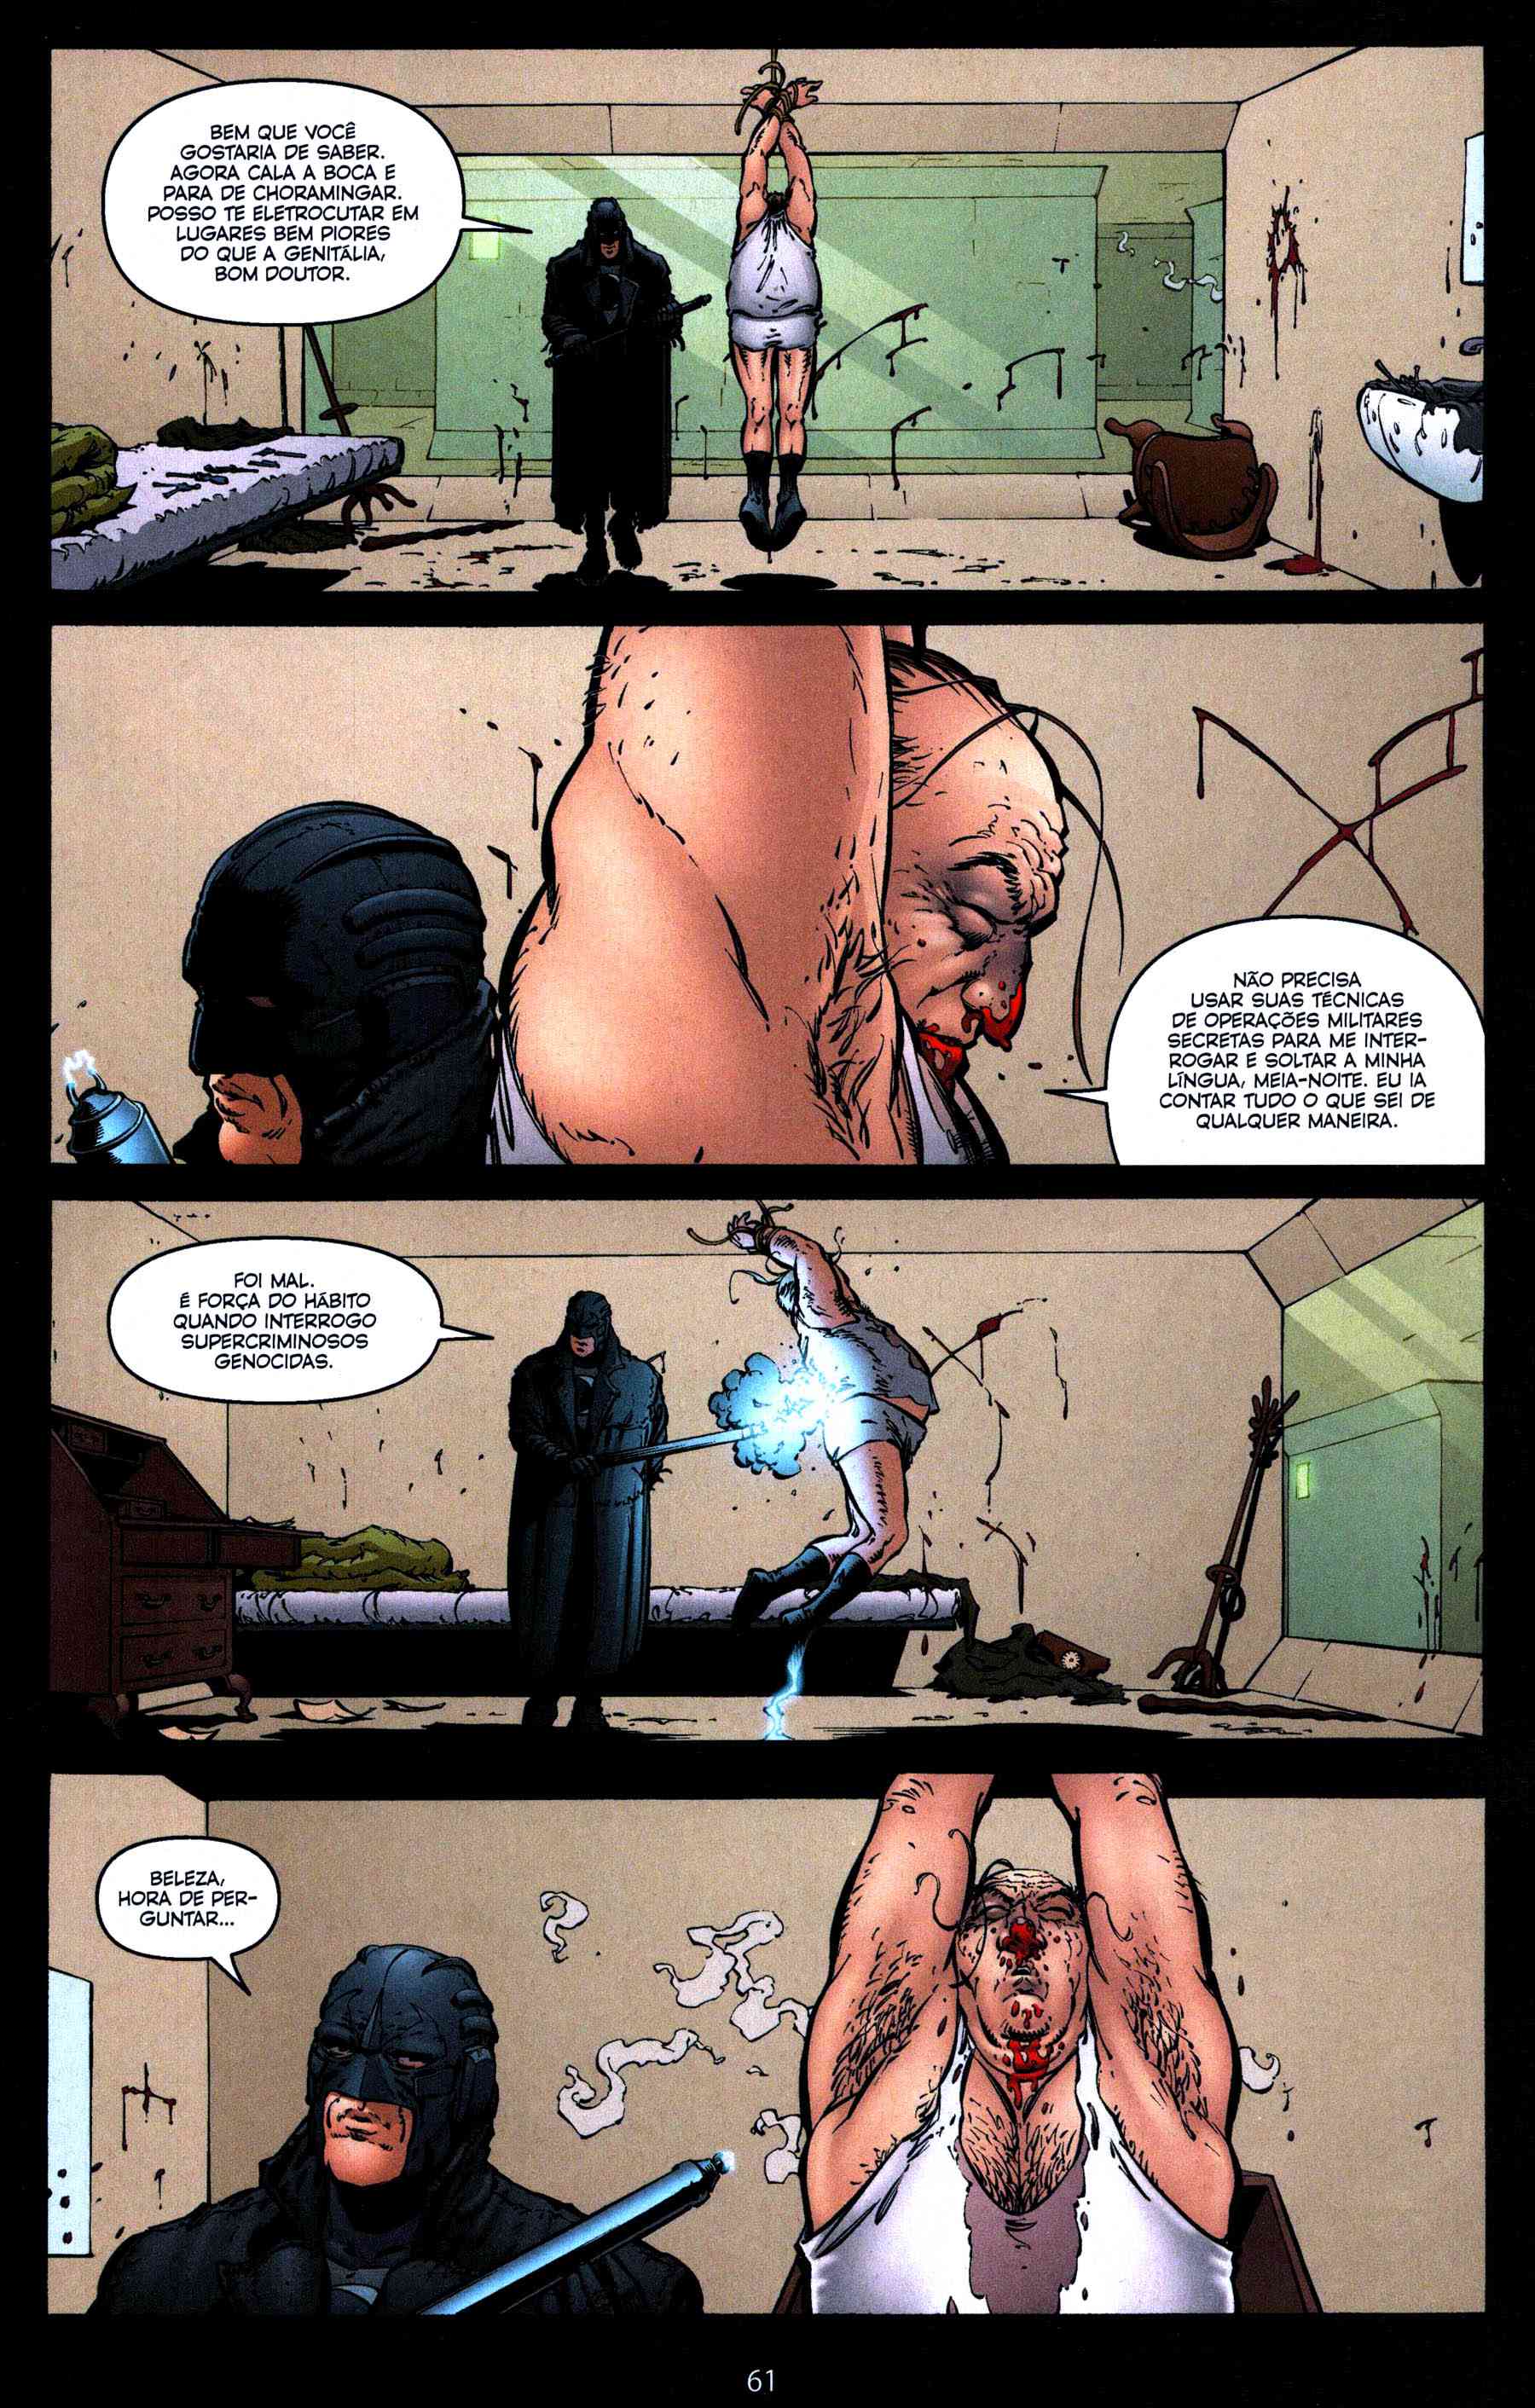 BEM QUE VOCÊ
GOSTARIA DE SABER.
AGORA CALA A BOCA E
PARA DE CHORAMINGAR.
POSSO TE ELETROCUTAR EM
LUGARES BEM PIORES
DO QUE A GENITÁLIA,
BOM DOUTOR.
NÃO PRECISA
USAR SUAS TÉCNICAS
DE OPERAÇÕES MILITARES
SECRETAS PARA ME INTER-
ROGAR E SOLTAR A MINHA
LÍNGUA, MEIA-NOITE. EU IA
CONTAR TUDO O QUE SEI DE
QUALQUER MANEIRA.
FOI MAL.
É FORÇA DO HÁBITO
QUANDO INTERROGO
SUPERCRIMINOSOS
GENOCIDAS.
BELEZA,
HORA DE PER-
GUNTAR...
61